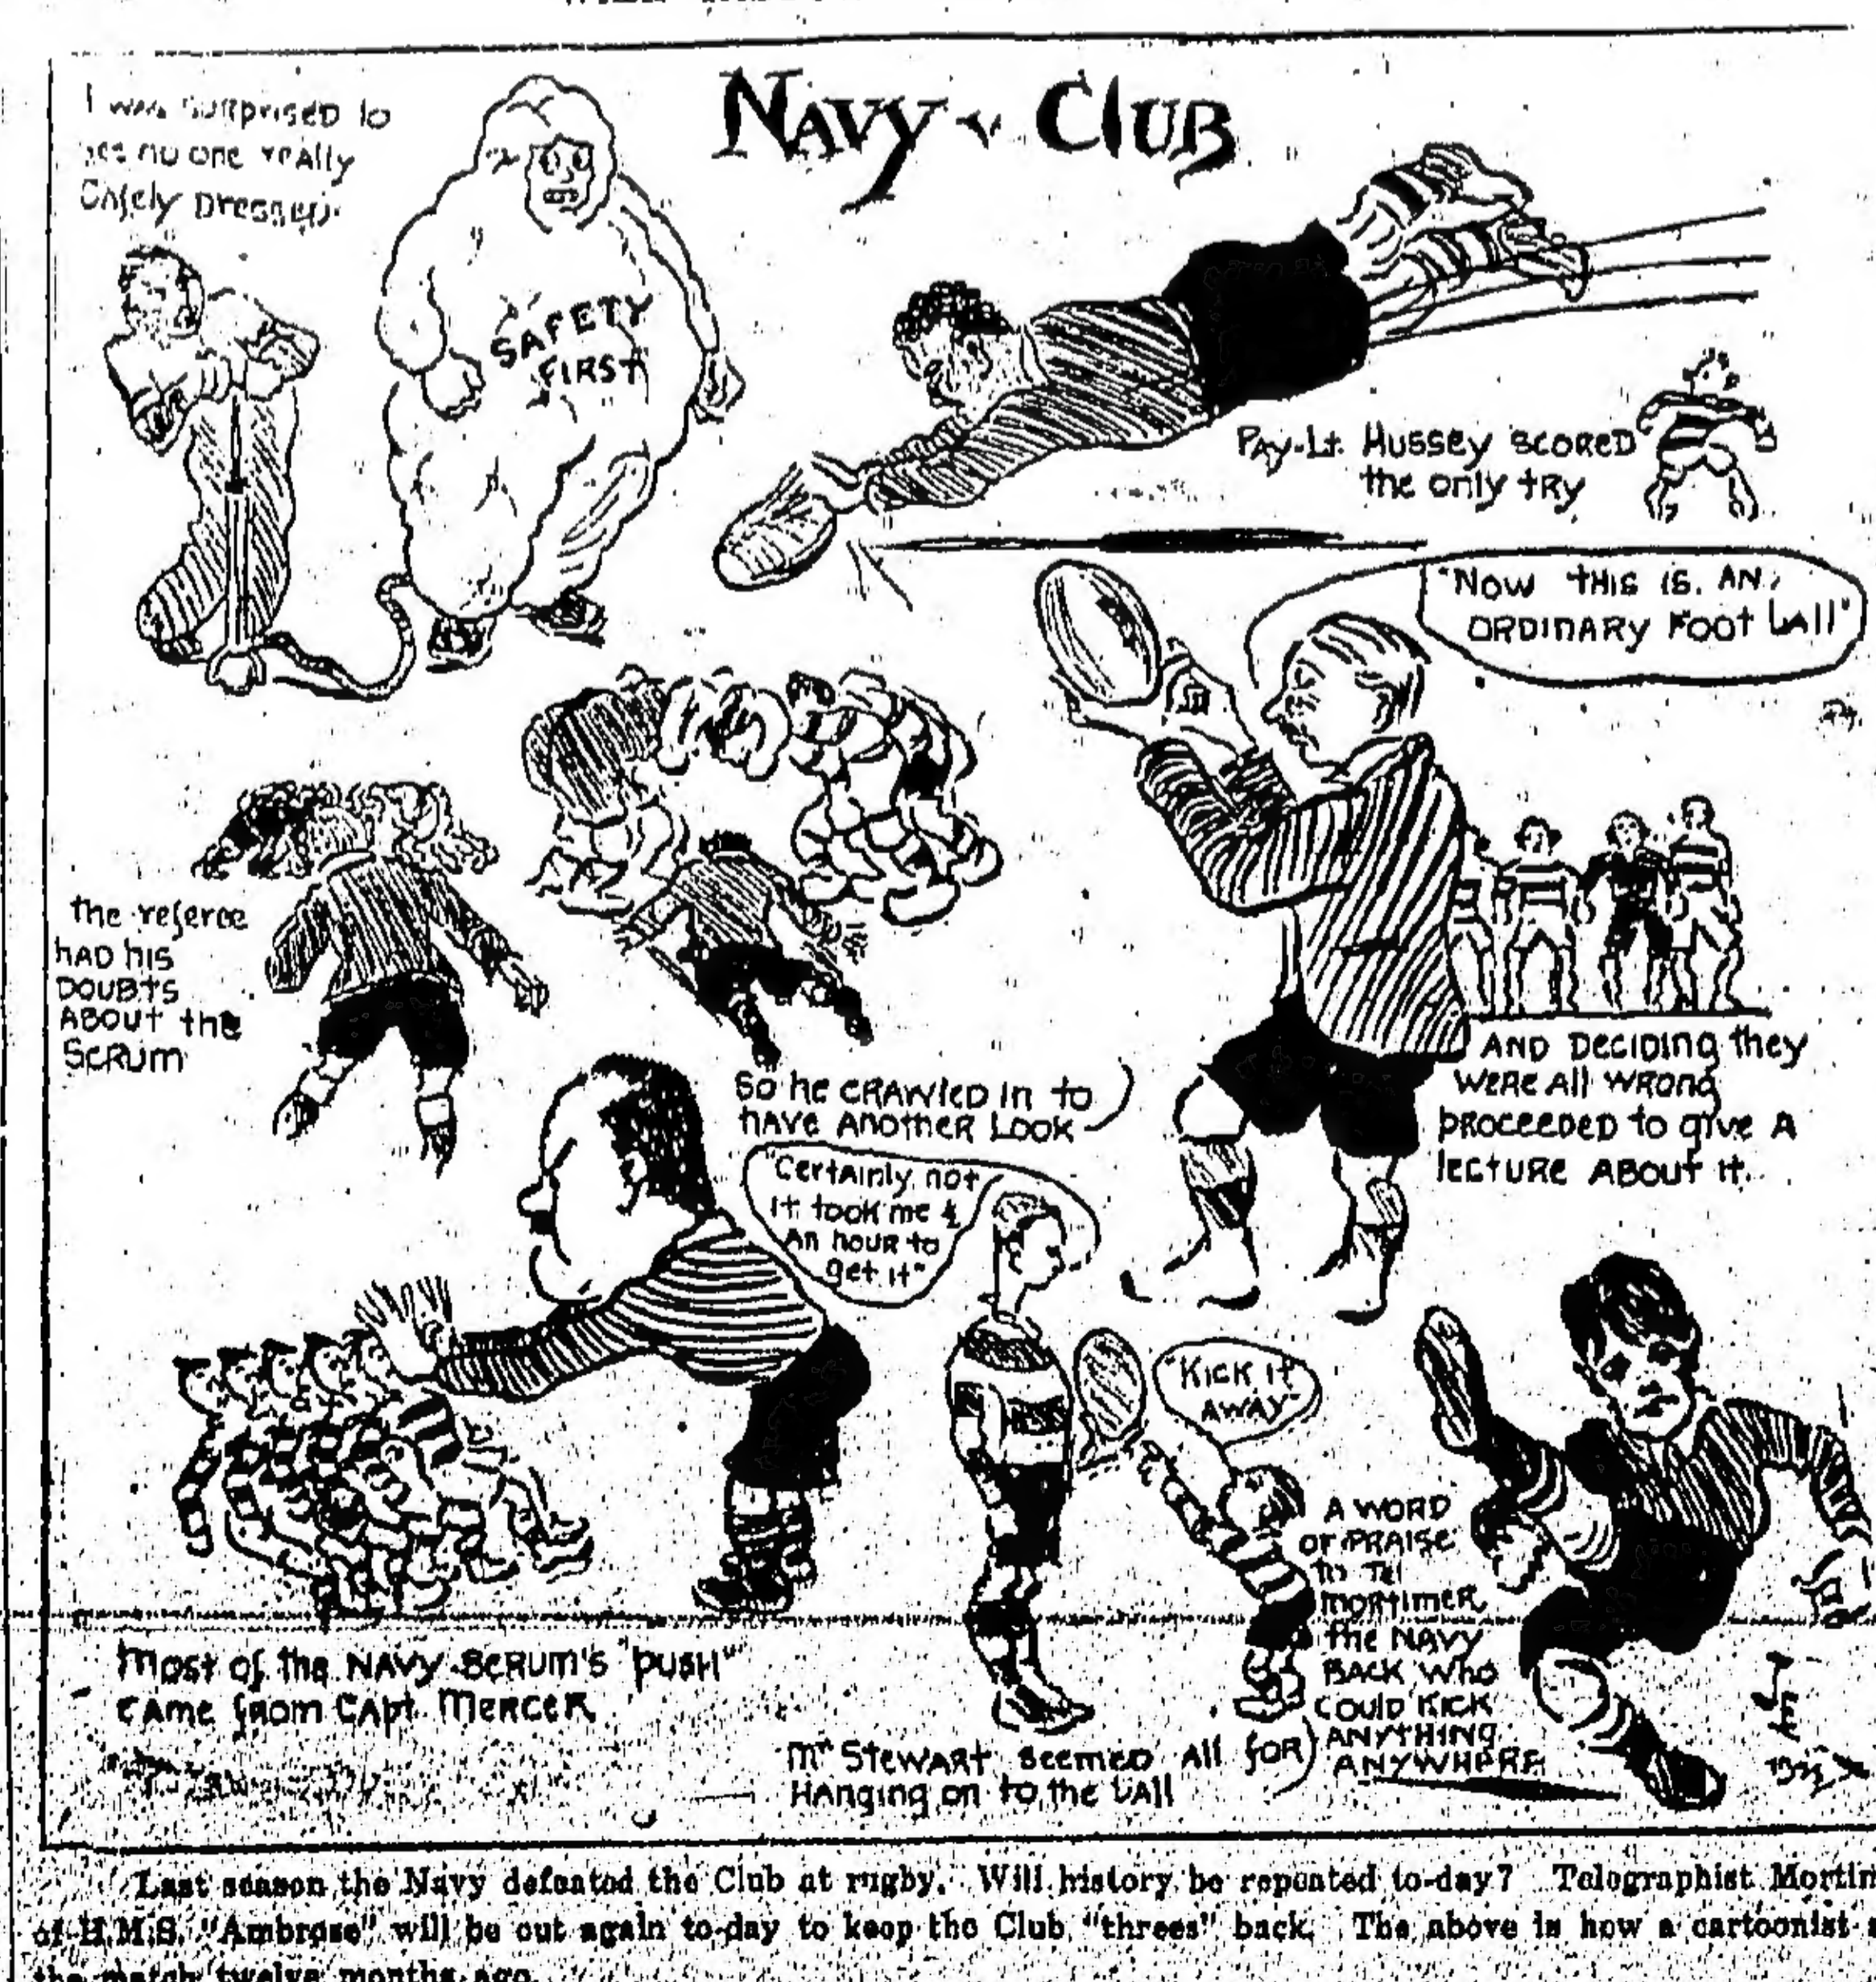 NAVY v CLUB
I was surprised to
see no one really
safely dressed.
SAFETY
FIRST
Pay-Lt. Hussey scored
the only try
"Now this is. an
ordinary foot ball"
the referee
had his
doubts
about the
scrum
so he crawled in to
have another look
and deciding they
were all wrong
proceeded to give a
lecture about it.
"Certainly, not
it took me ¼
an hour to
get it"
"Kick it
away"
Most of the Navy scrum's "push"
came from Capt Mercer
Mr Stewart seemed all for
hanging on to the ball
A word
of praise
to Tel
Mortimer
the Navy
back who
could kick
anything
anywhere
JE
Last season the Navy defeated the Club at rugby. Will history be repeated to-day? Telegraphist
of H.M.S. "Ambrose" will be out again to-day to keep the Club "threes" back. The above is how a cartoonist
the match twelve months ago.